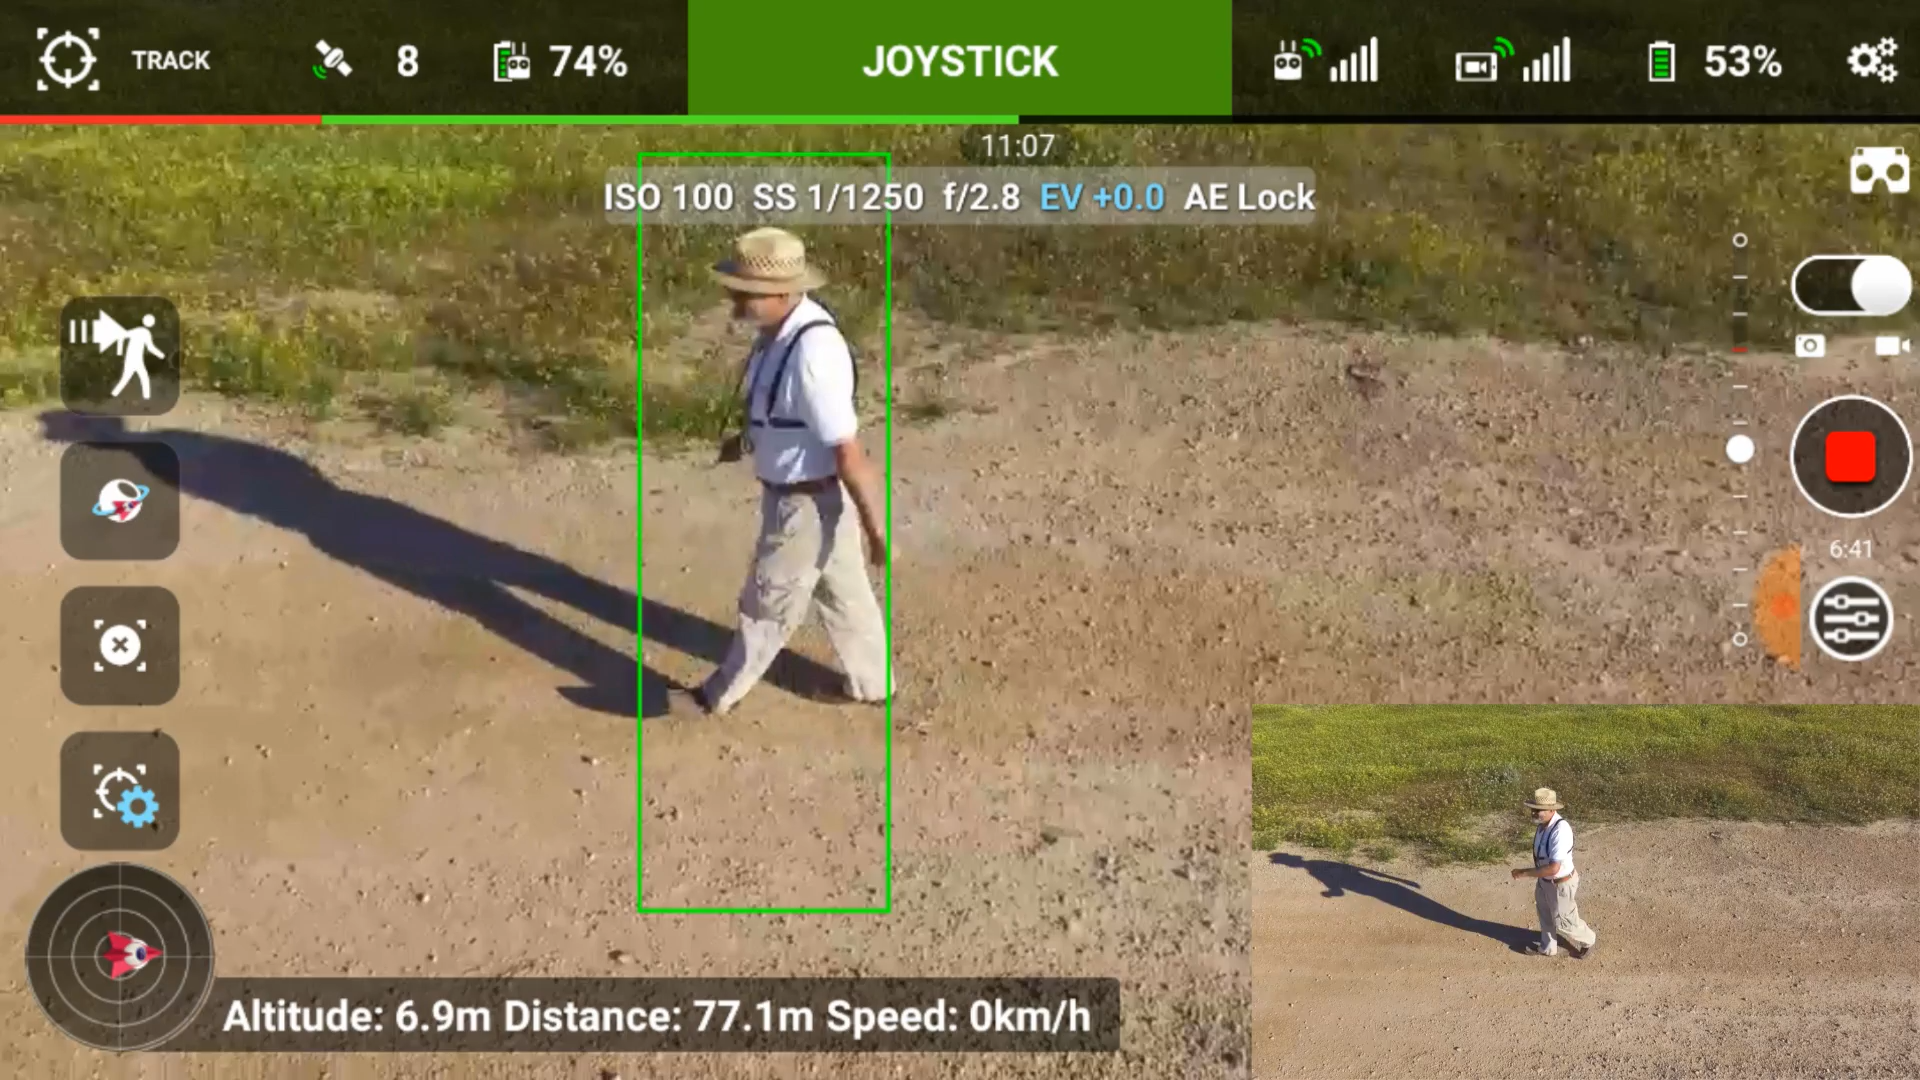 TRACK 8 74% JOYSTICK 53%
11:07
ISO 100 SS 1/1250 f/2.8 EV +0.0 AE Lock
6:41
Altitude: 6.9m Distance: 77.1m Speed: 0km/h